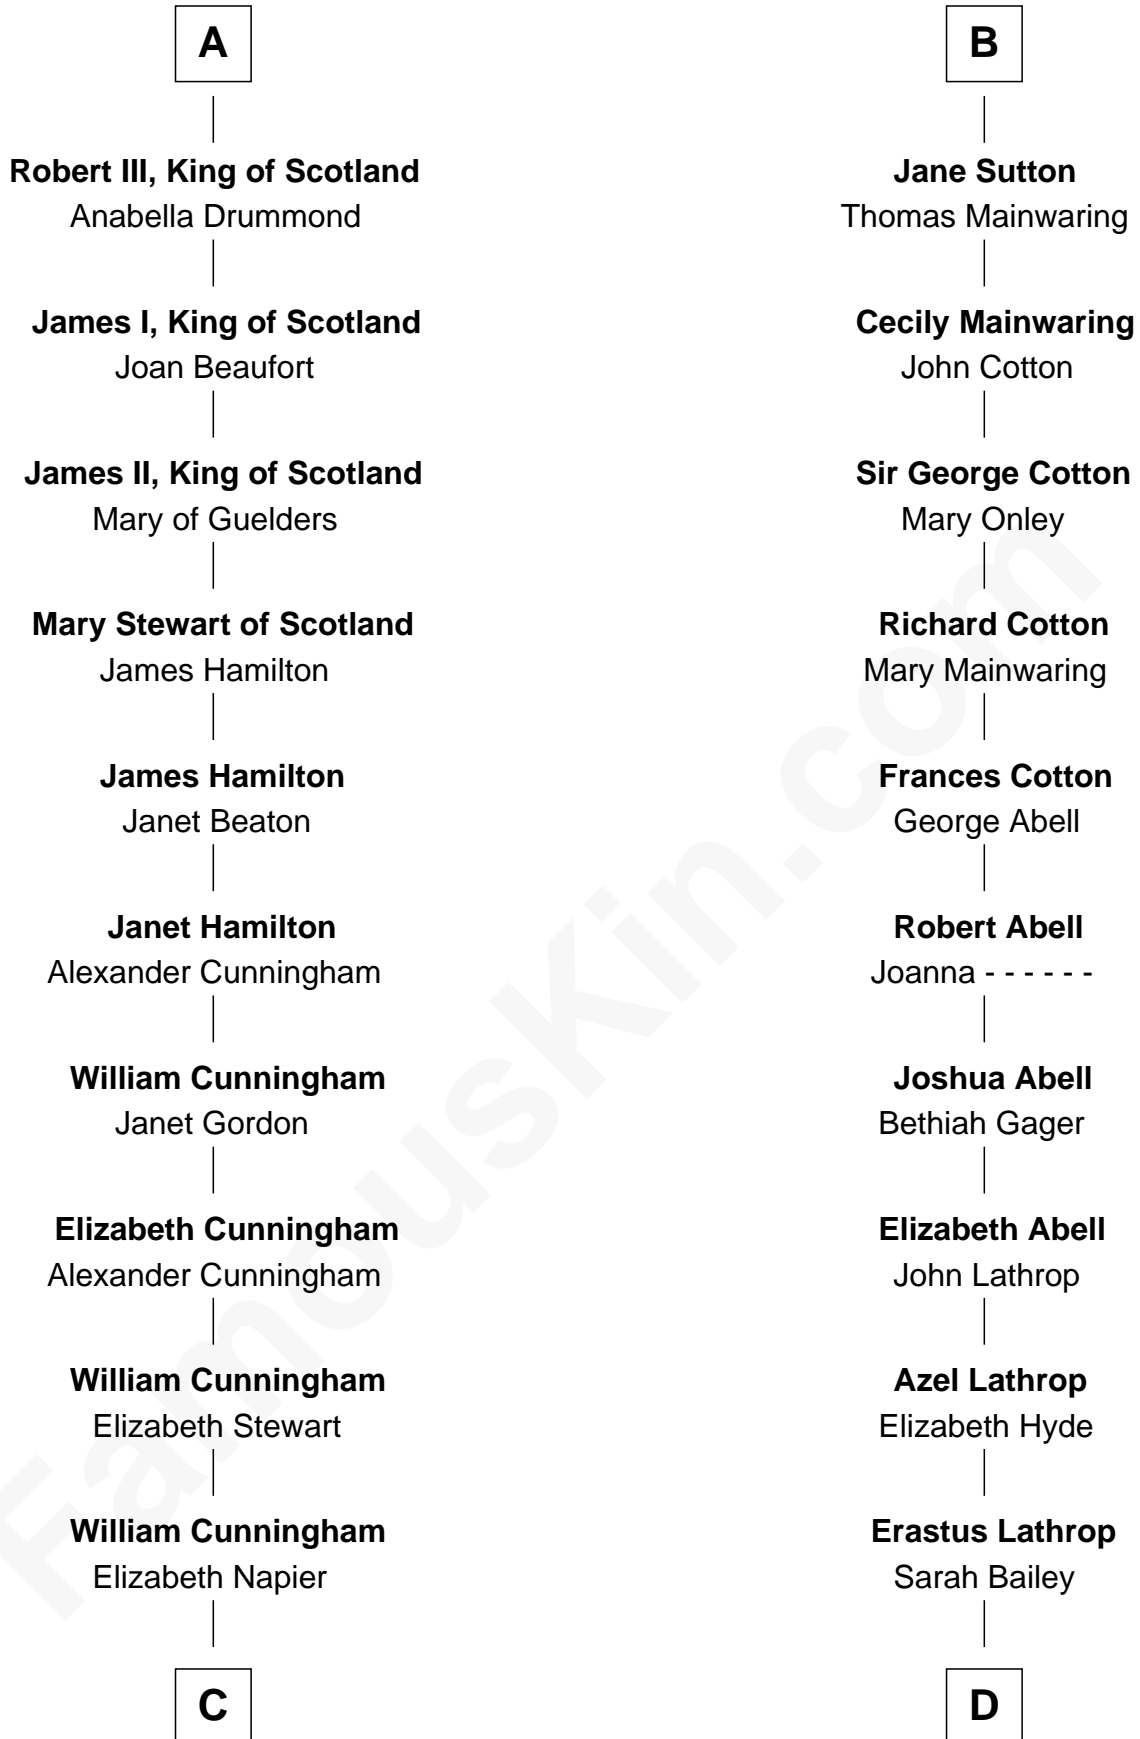 A
Robert III, King of Scotland
Anabella Drummond
James I, King of Scotland
Joan Beaufort
James II, King of Scotland
Mary of Guelders
Mary Stewart of Scotland
James Hamilton
James Hamilton
Janet Beaton
Janet Hamilton
Alexander Cunningham
William Cunningham
Janet Gordon
Elizabeth Cunningham
Alexander Cunningham
William Cunningham
Elizabeth Stewart
William Cunningham
Elizabeth Napier
C
B
Jane Sutton
Thomas Mainwaring
Cecily Mainwaring
John Cotton
Sir George Cotton
Mary Onley
Richard Cotton
Mary Mainwaring
Frances Cotton
George Abell
Robert Abell
Joanna - - - - - -
Joshua Abell
Bethiah Gager
Elizabeth Abell
John Lathrop
Azel Lathrop
Elizabeth Hyde
Erastus Lathrop
Sarah Bailey
D
FamousKin.com